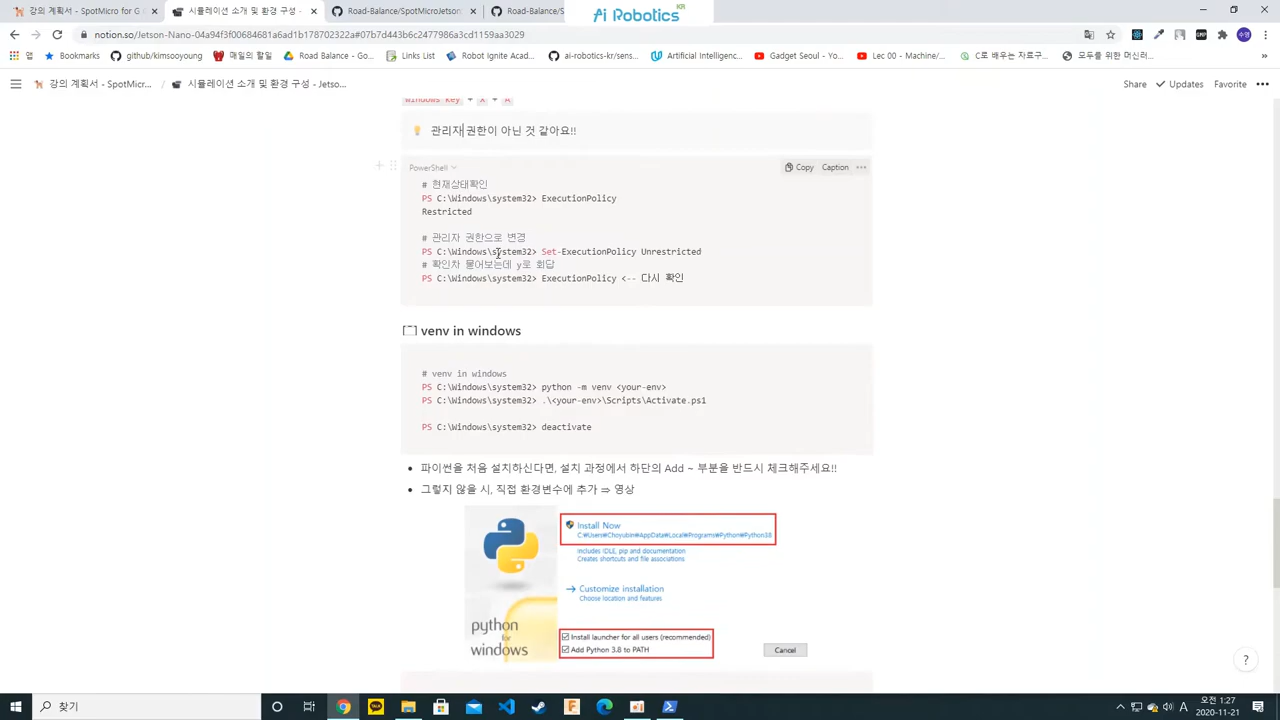 강의 계획서 - SpotMicro for G
시뮬레이션 소개 및 환경 구성 -
Road-Balance/SpotMicroJetson
Road-Balance/S
Ai Robotics KR
notion.so/Jetson-Nano-04a94f5f2cd24681a6ad1b178702322a#07b7d443b6c2477986a3cd1159aa3029
앱
Bookmarks
github/kimsooyoung
매일의 할일
Road Balance - Go...
Link Lists
Robot Ignite Acad...
ai-robotics-kr/sens...
Artificial Intelligenc...
Gadget Seoul - Yo...
Lec 00 - Machine/...
C로 배우는 자료구...
모두를 위한 머신러...
»
강의 계획서 - SpotMicr... / 시뮬레이션 소개 및 환경 구성 - Jetso...
Share
Updates
Favorite
Windows Key + X + A
관리자 권한이 아닌 것 같아요!!
PowerShell
Copy
Caption
# 현재상태확인
PS C:\Windows\system32> ExecutionPolicy
Restricted
# 관리자 권한으로 변경
PS C:\Windows\system32> Set-ExecutionPolicy Unrestricted
# 확인차 물어보는데 y로 회답
PS C:\Windows\system32> ExecutionPolicy <-- 다시 확인
venv in windows
# venv in windows
PS C:\Windows\system32> python -m venv <your-env>
PS C:\Windows\system32> .\<your-env>\Scripts\Activate.ps1
PS C:\Windows\system32> deactivate
• 파이썬을 처음 설치하신다면, 설치 과정에서 하단의 Add ~ 부분을 반드시 체크해주세요!!
• 그렇지 않을 시, 직접 환경변수에 추가 ⇒ 영상
Install Now
C:₩Users₩Choyubin₩AppData₩Local₩Programs₩Python₩Python38
Includes IDLE, pip and documentation
Creates shortcuts and file associations
→ Customize installation
Choose location and features
python
for
windows
Install launcher for all users (recommended)
Add Python 3.8 to PATH
Cancel
?
찾기
A
오전 1:27
2020-11-21